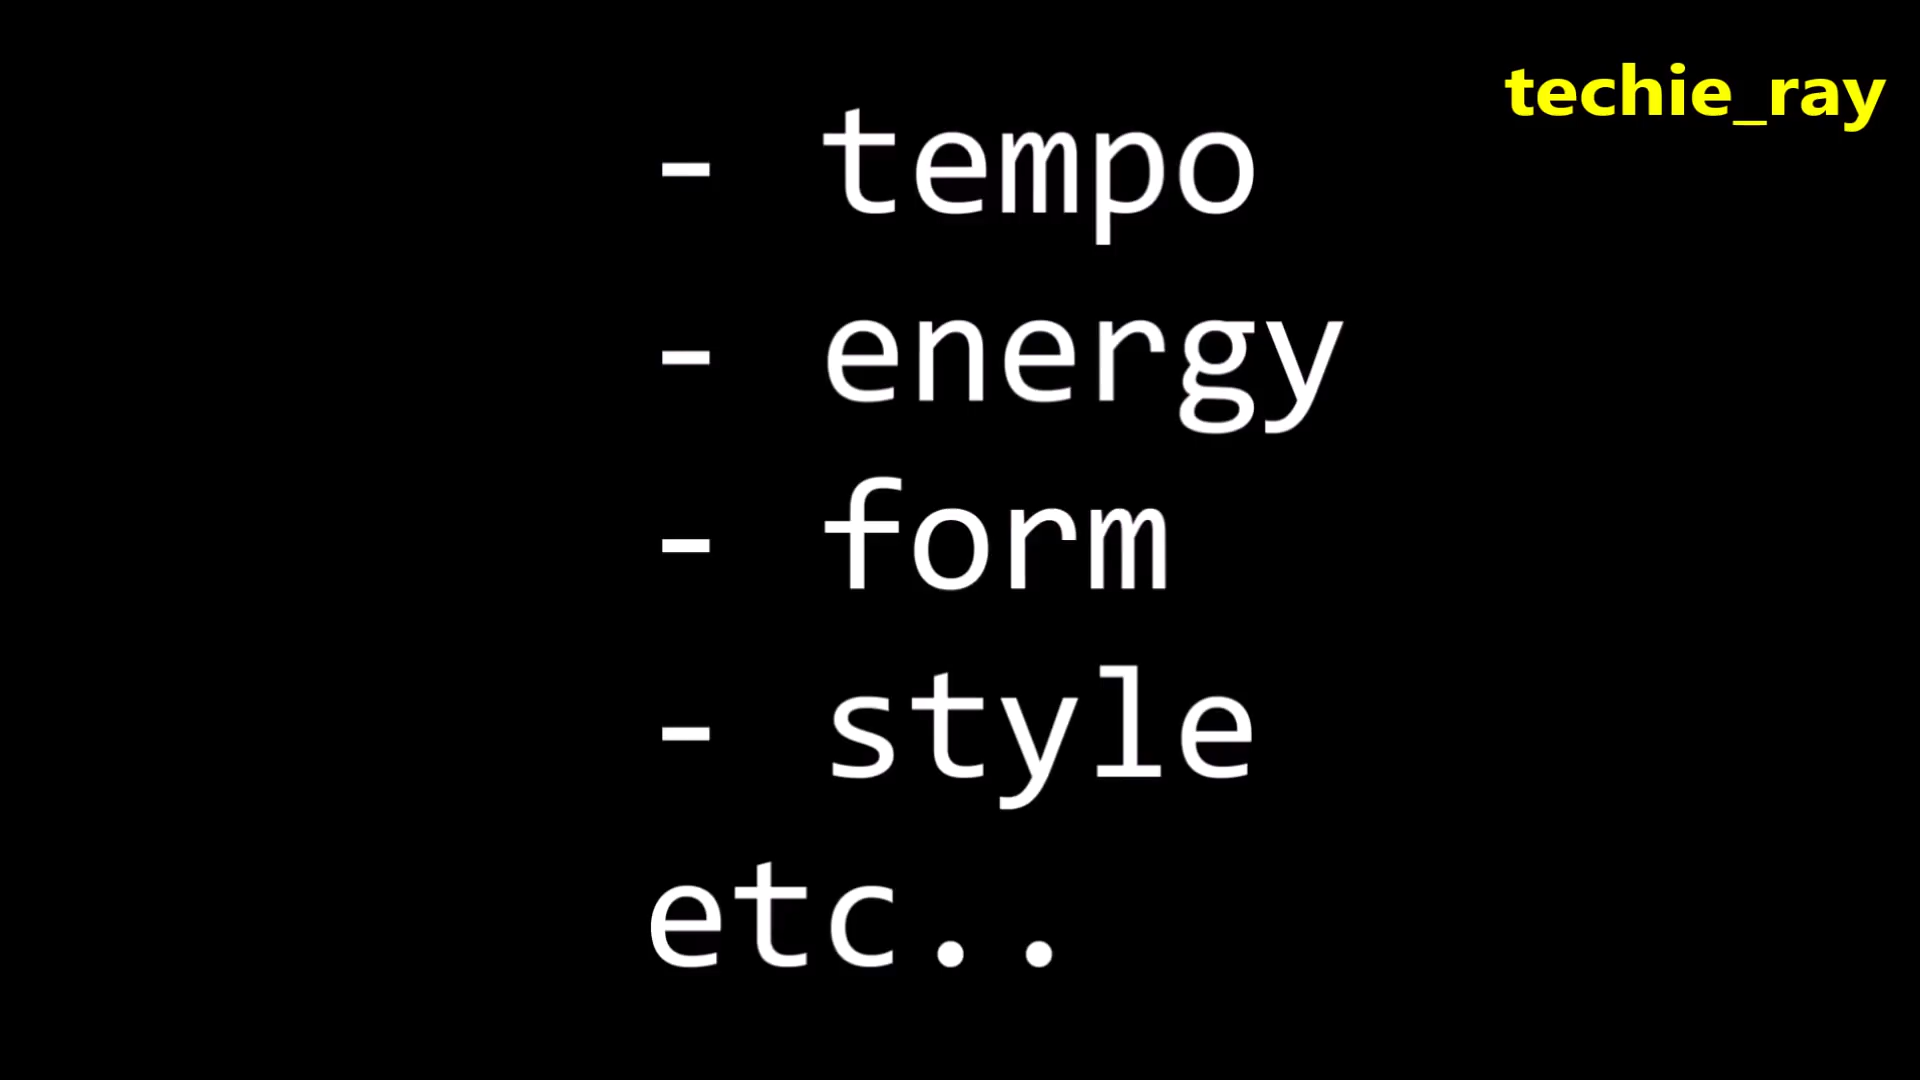 techie_ray
- tempo
- energy
- form
- style
etc..